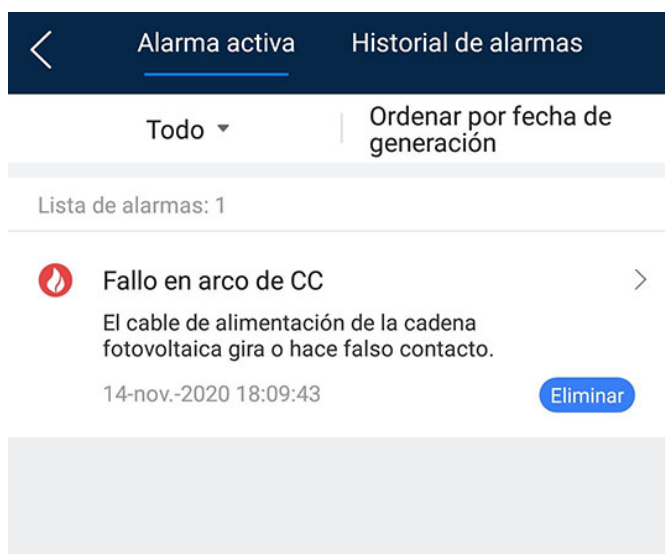 Alarma activa
Historial de alarmas
Todo
Ordenar por fecha de
generación
Lista de alarmas: 1
Fallo en arco de CC
El cable de alimentación de la cadena
fotovoltaica gira o hace falso contacto.
14-nov.-2020 18:09:43
Eliminar